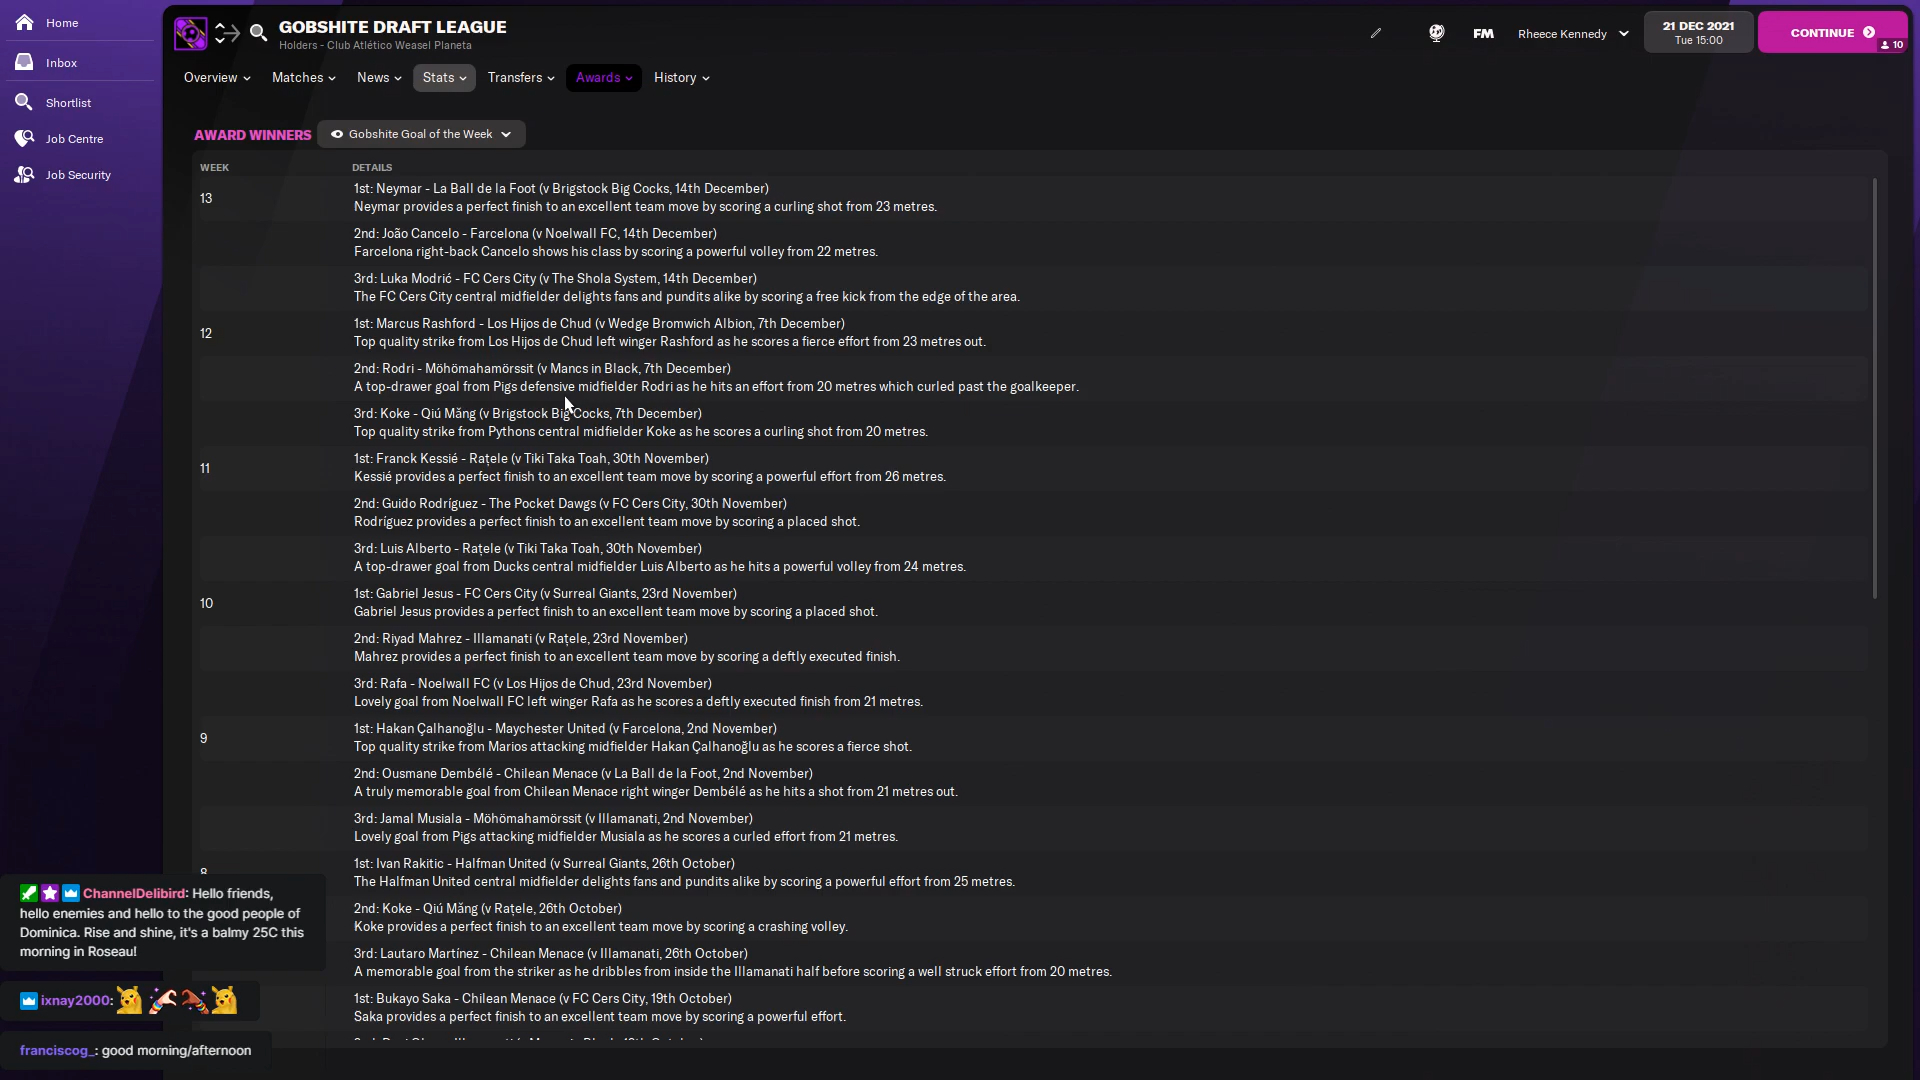 Home
Inbox
Shortlist
Job Centre
Job Security
GOBSHITE DRAFT LEAGUE
Holders - Club Atlético Weasel Planeta
FM
Rheece Kennedy
21 DEC 2021
Tue 15:00
CONTINUE
10
Overview
Matches
News
Stats
Transfers
Awards
History
AWARD WINNERS
Gobshite Goal of the Week
WEEK
DETAILS
13
1st: Neymar - La Ball de la Foot (v Brigstock Big Cocks, 14th December)
Neymar provides a perfect finish to an excellent team move by scoring a curling shot from 23 metres.
2nd: João Cancelo - Farcelona (v Noelwall FC, 14th December)
Farcelona right-back Cancelo shows his class by scoring a powerful volley from 22 metres.
3rd: Luka Modrić - FC Cers City (v The Shola System, 14th December)
The FC Cers City central midfielder delights fans and pundits alike by scoring a free kick from the edge of the area.
12
1st: Marcus Rashford - Los Hijos de Chud (v Wedge Bromwich Albion, 7th December)
Top quality strike from Los Hijos de Chud left winger Rashford as he scores a fierce effort from 23 metres out.
2nd: Rodri - Möhömahamörssit (v Mancs in Black, 7th December)
A top-drawer goal from Pigs defensive midfielder Rodri as he hits an effort from 20 metres which curled past the goalkeeper.
3rd: Koke - Qiú Mǎng (v Brigstock Big Cocks, 7th December)
Top quality strike from Pythons central midfielder Koke as he scores a curling shot from 20 metres.
11
1st: Franck Kessié - Rațele (v Tiki Taka Toah, 30th November)
Kessié provides a perfect finish to an excellent team move by scoring a powerful effort from 26 metres.
2nd: Guido Rodríguez - The Pocket Dawgs (v FC Cers City, 30th November)
Rodríguez provides a perfect finish to an excellent team move by scoring a placed shot.
3rd: Luis Alberto - Rațele (v Tiki Taka Toah, 30th November)
A top-drawer goal from Ducks central midfielder Luis Alberto as he hits a powerful volley from 24 metres.
10
1st: Gabriel Jesus - FC Cers City (v Surreal Giants, 23rd November)
Gabriel Jesus provides a perfect finish to an excellent team move by scoring a placed shot.
2nd: Riyad Mahrez - Illamanati (v Rațele, 23rd November)
Mahrez provides a perfect finish to an excellent team move by scoring a deftly executed finish.
3rd: Rafa - Noelwall FC (v Los Hijos de Chud, 23rd November)
Lovely goal from Noelwall FC left winger Rafa as he scores a deftly executed finish from 21 metres.
9
1st: Hakan Çalhanoğlu - Maychester United (v Farcelona, 2nd November)
Top quality strike from Marios attacking midfielder Hakan Çalhanoğlu as he scores a fierce shot.
2nd: Ousmane Dembélé - Chilean Menace (v La Ball de la Foot, 2nd November)
A truly memorable goal from Chilean Menace right winger Dembélé as he hits a shot from 21 metres out.
3rd: Jamal Musiala - Möhömahamörssit (v Illamanati, 2nd November)
Lovely goal from Pigs attacking midfielder Musiala as he scores a curled effort from 21 metres.
8
1st: Ivan Rakitic - Halfman United (v Surreal Giants, 26th October)
The Halfman United central midfielder delights fans and pundits alike by scoring a powerful effort from 25 metres.
2nd: Koke - Qiú Mǎng (v Rațele, 26th October)
Koke provides a perfect finish to an excellent team move by scoring a crashing volley.
3rd: Lautaro Martínez - Chilean Menace (v Illamanati, 26th October)
A memorable goal from the striker as he dribbles from inside the Illamanati half before scoring a well struck effort from 20 metres.
1st: Bukayo Saka - Chilean Menace (v FC Cers City, 19th October)
Saka provides a perfect finish to an excellent team move by scoring a powerful effort.
ChannelDelibird: Hello friends,
hello enemies and hello to the good people of
Dominica. Rise and shine, it's a balmy 25C this
morning in Roseau!
ixnay2000:
franciscog_: good morning/afternoon